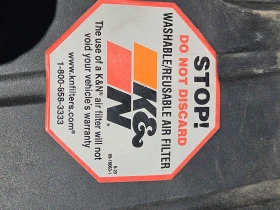 STOP!
DO NOT DISCARD
WASHABLE/REUSABLE AIR FILTER
K&N®
The use of a K&N® air filter will not
void your vehicle's warranty
www.knfilters.com®
1-800-858-3333